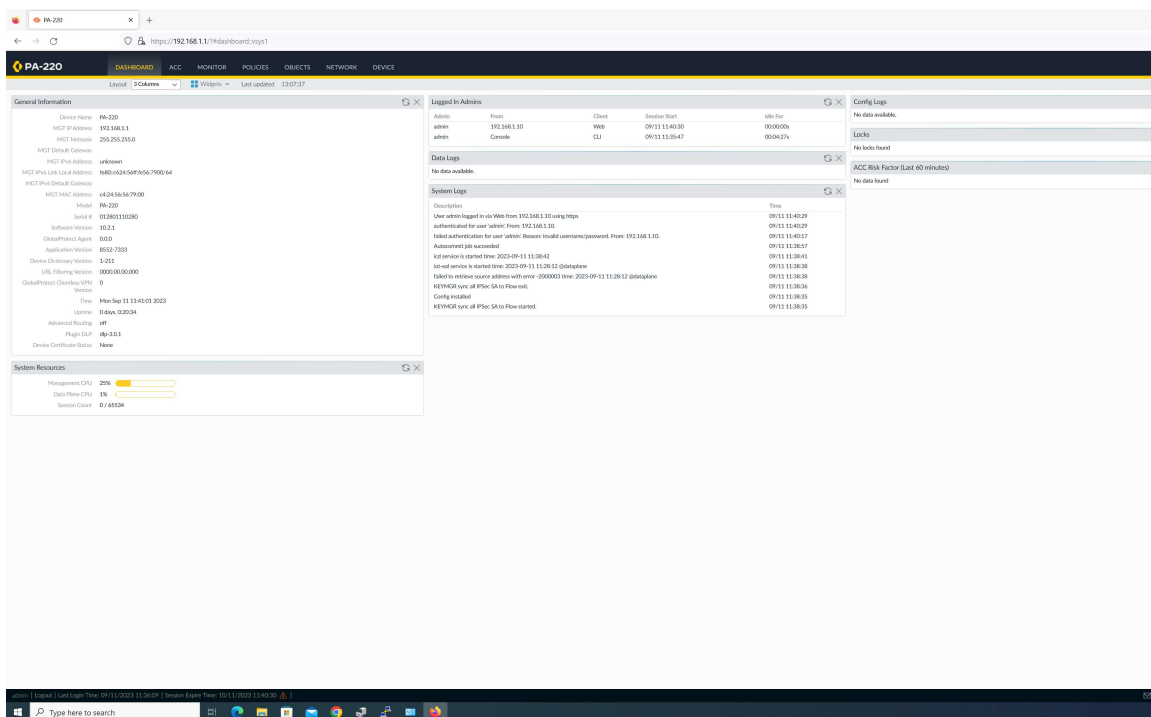 PA-220
https://192.168.1.1/?#dashboard::vsys1
PA-220
DASHBOARD ACC MONITOR POLICIES OBJECTS NETWORK DEVICE
Layout 3 Columns Widgets Last updated 13:07:37
General Information
Device Name PA-220
MGT IP Address 192.168.1.1
MGT Netmask 255.255.255.0
MGT Default Gateway
MGT IPv6 Address unknown
MGT IPv6 Link Local Address fe80::c624:56ff:fe56:7900/64
MGT IPv6 Default Gateway
MGT MAC Address c4:24:56:56:79:00
Model PA-220
Serial # 012801110280
Software Version 10.2.1
GlobalProtect Agent 0.0.0
Application Version 8552-7333
Device Dictionary Version 1-211
URL Filtering Version 0000.00.00.000
GlobalProtect Clientless VPN Version 0
Time Mon Sep 11 11:41:01 2023
Uptime 0 days, 0:20:34
Advanced Routing off
Plugin DLP dlp-3.0.1
Device Certificate Status None
System Resources
Management CPU 25%
Data Plane CPU 1%
Session Count 0 / 65534
Logged In Admins
Admin From Client Session Start Idle For
admin 192.168.1.10 Web 09/11 11:40:30 00:00:00s
admin Console CLI 09/11 11:35:47 00:04:27s
Data Logs
No data available.
System Logs
Description Time
User admin logged in via Web from 192.168.1.10 using https 09/11 11:40:29
authenticated for user 'admin'. From: 192.168.1.10. 09/11 11:40:29
failed authentication for user 'admin'. Reason: Invalid username/password. From: 192.168.1.10. 09/11 11:40:17
Autocommit job succeeded 09/11 11:38:57
icd service is started time: 2023-09-11 11:38:42 09/11 11:38:41
iot-eal service is started time: 2023-09-11 11:28:12 @dataplane 09/11 11:38:38
failed to retrieve source address with error -2000003 time: 2023-09-11 11:28:12 @dataplane 09/11 11:38:38
KEYMGR sync all IPSec SA to Flow exit. 09/11 11:38:36
Config installed 09/11 11:38:35
KEYMGR sync all IPSec SA to Flow started. 09/11 11:38:35
Config Logs
No data available.
Locks
No locks found
ACC Risk Factor (Last 60 minutes)
No data found
admin | Logout | Last Login Time: 09/11/2023 11:36:09 | Session Expire Time: 10/11/2023 11:40:30 |
Type here to search